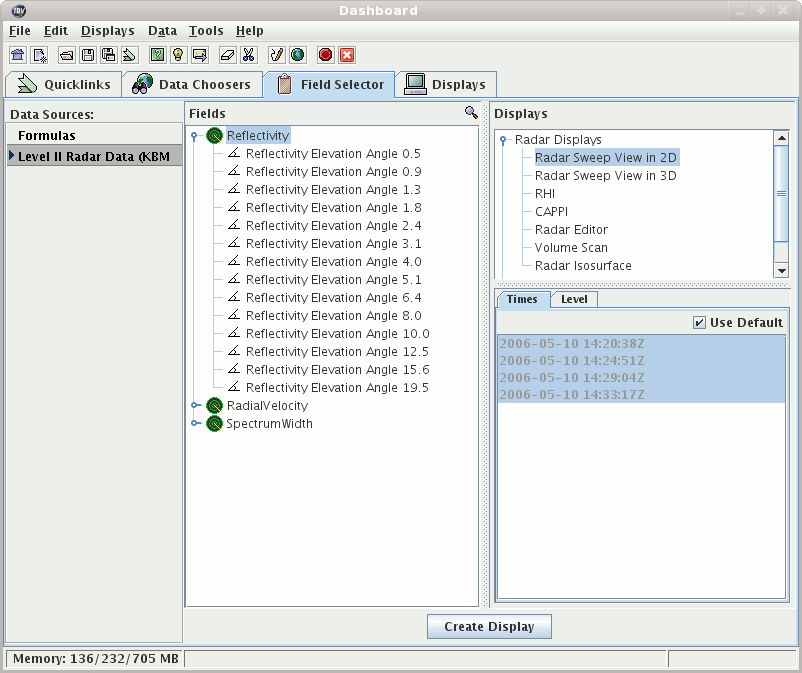 IDV
Dashboard
File Edit Displays Data Tools Help
Quicklinks Data Choosers Field Selector Displays
Data Sources:
Formulas
Level II Radar Data (KBM
Fields
Reflectivity
Reflectivity Elevation Angle 0.5
Reflectivity Elevation Angle 0.9
Reflectivity Elevation Angle 1.3
Reflectivity Elevation Angle 1.8
Reflectivity Elevation Angle 2.4
Reflectivity Elevation Angle 3.1
Reflectivity Elevation Angle 4.0
Reflectivity Elevation Angle 5.1
Reflectivity Elevation Angle 6.4
Reflectivity Elevation Angle 8.0
Reflectivity Elevation Angle 10.0
Reflectivity Elevation Angle 12.5
Reflectivity Elevation Angle 15.6
Reflectivity Elevation Angle 19.5
RadialVelocity
SpectrumWidth
Displays
Radar Displays
Radar Sweep View in 2D
Radar Sweep View in 3D
RHI
CAPPI
Radar Editor
Volume Scan
Radar Isosurface
Times Level
Use Default
2006-05-10 14:20:38Z
2006-05-10 14:24:51Z
2006-05-10 14:29:04Z
2006-05-10 14:33:17Z
Create Display
Memory: 136/232/705 MB